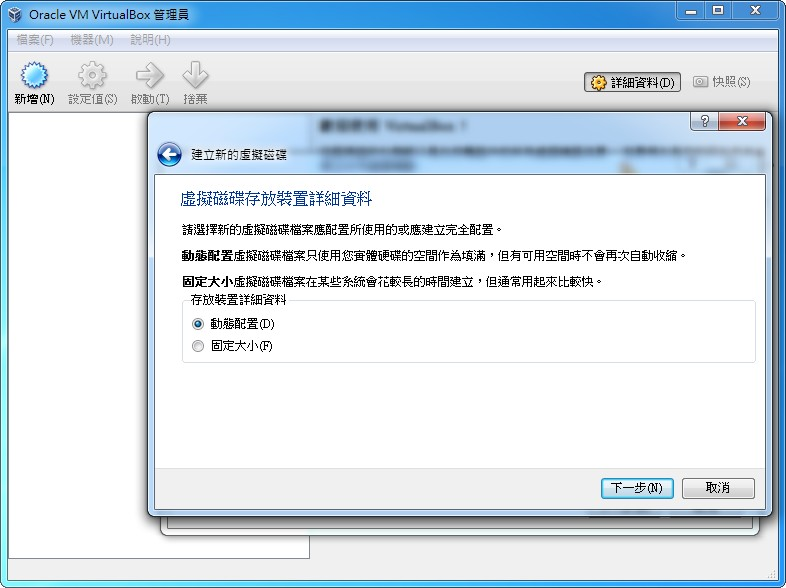 Oracle VM VirtualBox 管理員
檔案(F) 機器(M) 說明(H)
新增(N) 設定值(S) 啟動(T) 捨棄
詳細資料(D) 快照(S)
建立新的虛擬磁碟
虛擬磁碟存放裝置詳細資料
請選擇新的虛擬磁碟檔案應配置所使用的或應建立完全配置。
動態配置虛擬磁碟檔案只使用您實體硬碟的空間作為填滿，但有可用空間時不會再次自動收縮。
固定大小虛擬磁碟檔案在某些系統會花較長的時間建立，但通常用起來比較快。
存放裝置詳細資料
動態配置(D)
固定大小(F)
下一步(N) 取消